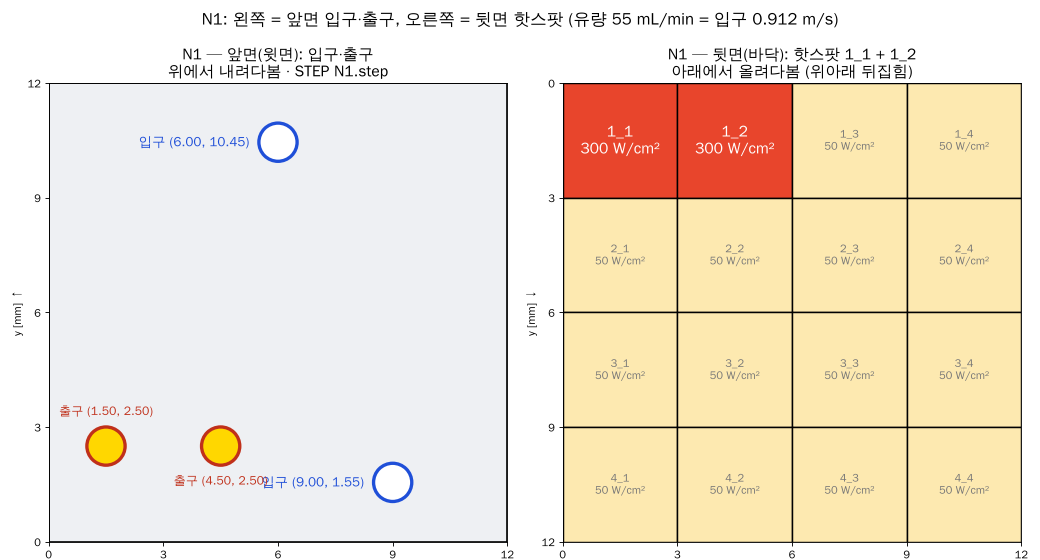 N1: 왼쪽 = 앞면 입구·출구, 오른쪽 = 뒷면 핫스팟 (유량 55 mL/min = 입구 0.912 m/s)
N1 — 앞면(윗면): 입구·출구
위에서 내려다봄 · STEP N1.step
12
9
6
3
0
y [mm] ↑
입구 (6.00, 10.45)
출구 (1.50, 2.50)
출구 (4.50, 2.50)
입구 (9.00, 1.55)
0
3
6
9
12
N1 — 뒷면(바닥): 핫스팟 1_1 + 1_2
아래에서 올려다봄 (위아래 뒤집힘)
0
3
6
9
12
y [mm] ↓
1_1
300 W/cm²
1_2
300 W/cm²
1_3
50 W/cm²
1_4
50 W/cm²
2_1
50 W/cm²
2_2
50 W/cm²
2_3
50 W/cm²
2_4
50 W/cm²
3_1
50 W/cm²
3_2
50 W/cm²
3_3
50 W/cm²
3_4
50 W/cm²
4_1
50 W/cm²
4_2
50 W/cm²
4_3
50 W/cm²
4_4
50 W/cm²
0
3
6
9
12